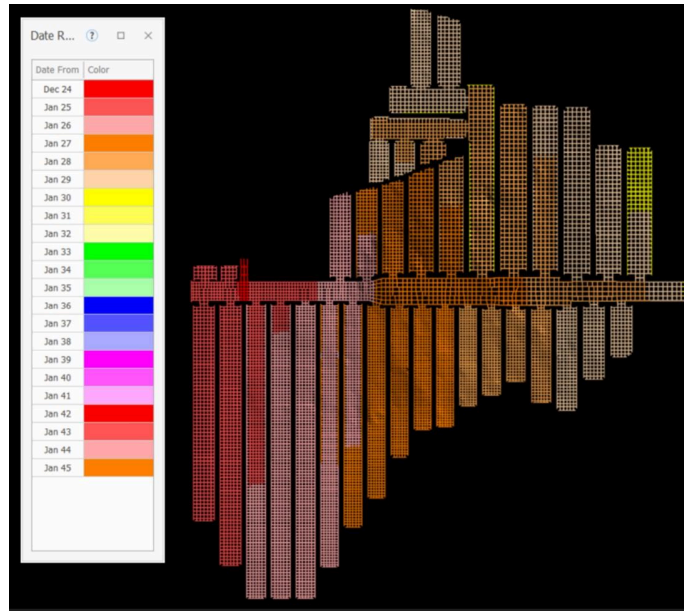 Date R... ?
Date From Color
Dec 24
Jan 25
Jan 26
Jan 27
Jan 28
Jan 29
Jan 30
Jan 31
Jan 32
Jan 33
Jan 34
Jan 35
Jan 36
Jan 37
Jan 38
Jan 39
Jan 40
Jan 41
Jan 42
Jan 43
Jan 44
Jan 45